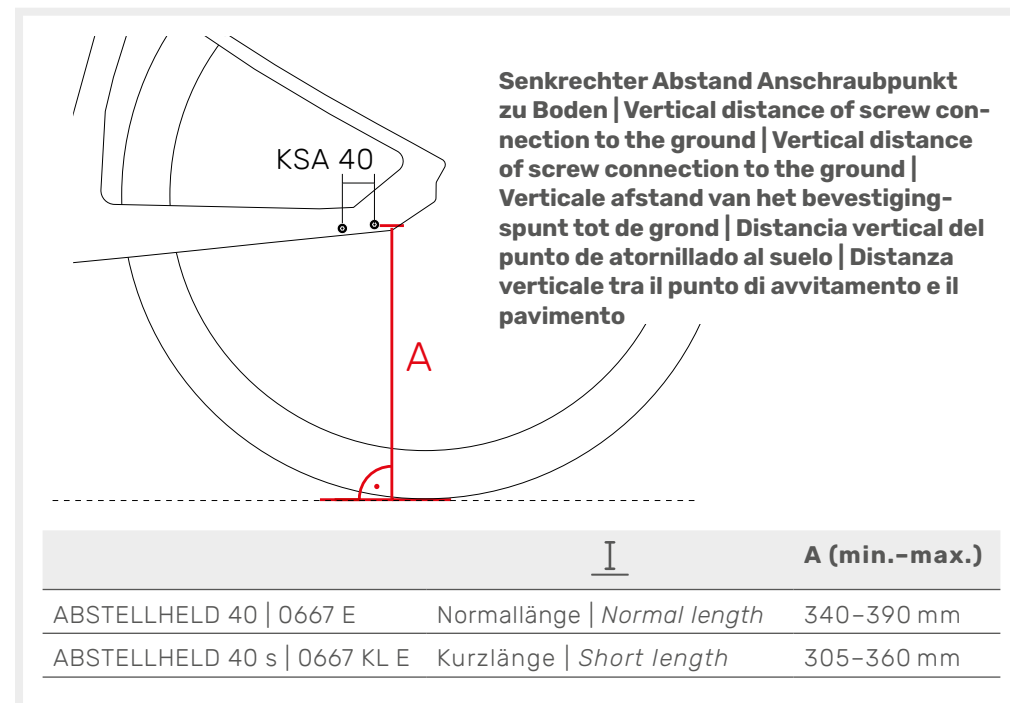 Senkrechter Abstand Anschraubpunkt
zu Boden | Vertical distance of screw con-
nection to the ground | Vertical distance
of screw connection to the ground |
Verticale afstand van het bevestiging-
spunt tot de grond | Distancia vertical del
punto de atornillado al suelo | Distanza
verticale tra il punto di avvitamento e il
pavimento
KSA 40
A
A (min.–max.)
ABSTELLHELD 40 | 0667 E Normallänge | Normal length 340–390 mm
ABSTELLHELD 40 s | 0667 KL E Kurzlänge | Short length 305–360 mm